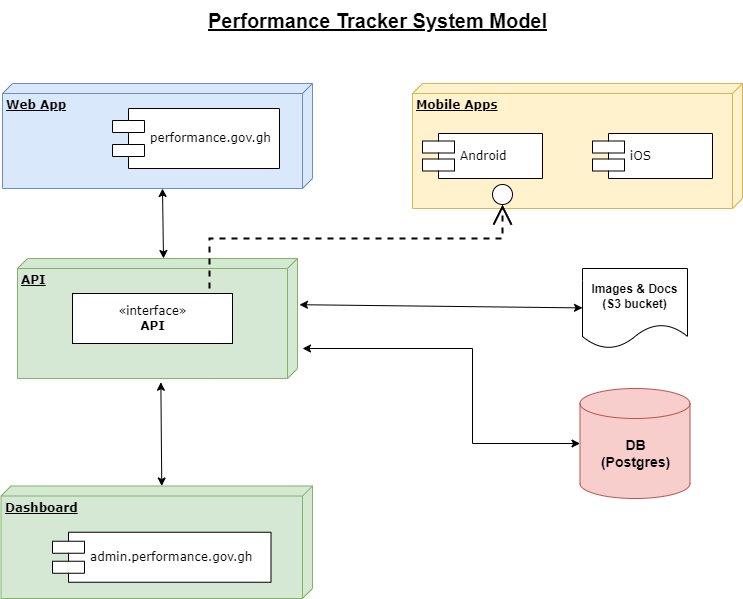 Performance Tracker System Model
Web App
performance.gov.gh
Mobile Apps
Android
iOS
API
«interface»
API
Images & Docs
(S3 bucket)
DB
(Postgres)
Dashboard
admin.performance.gov.gh